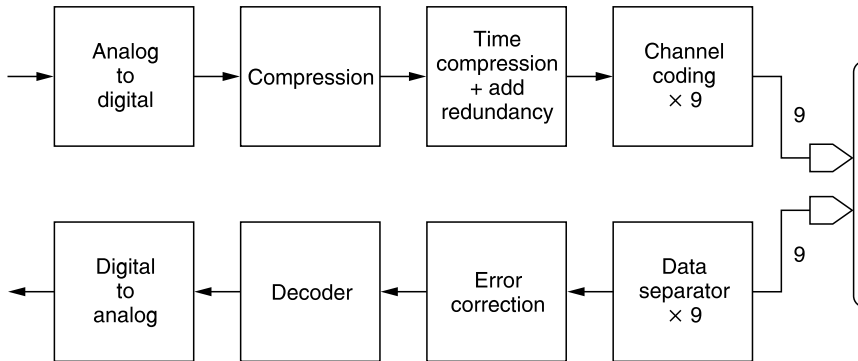 Analog
to
digital
Compression
Time
compression
+ add
redundancy
Channel
coding
× 9
9
Digital
to
analog
Decoder
Error
correction
Data
separator
× 9
9